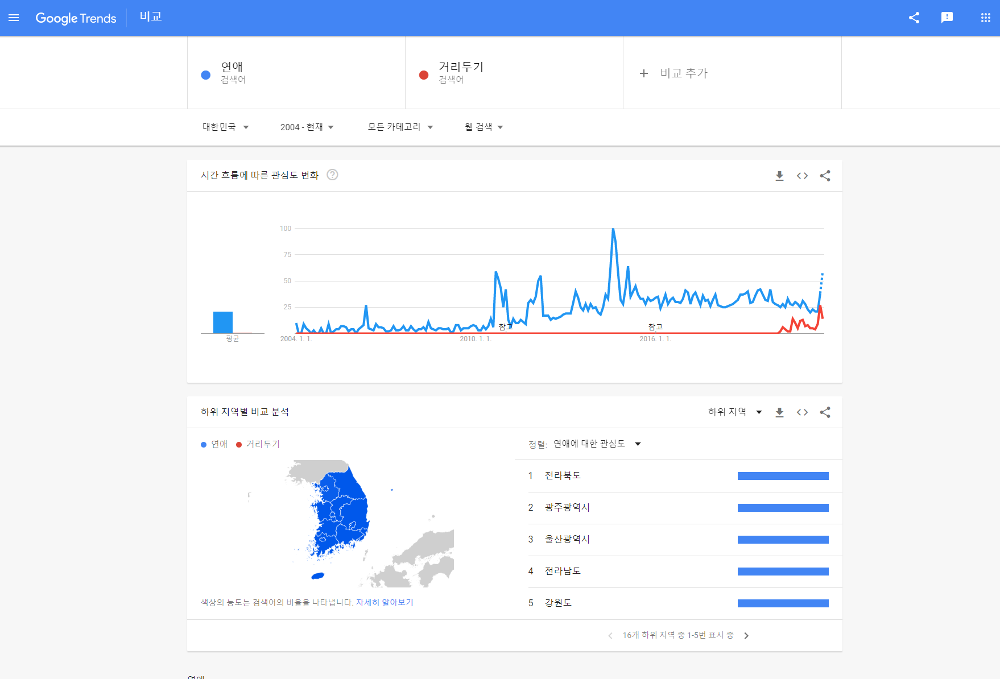 Google Trends 비교
연애
검색어
거리두기
검색어
+ 비교 추가
대한민국
2004 - 현재
모든 카테고리
웹 검색
시간 흐름에 따른 관심도 변화 ?
100
75
50
25
평균
참고
참고
2004. 1. 1.
2010. 1. 1.
2016. 1. 1.
하위 지역별 비교 분석
하위 지역
연애 거리두기
정렬: 연애에 대한 관심도
1 전라북도
2 광주광역시
3 울산광역시
4 전라남도
5 강원도
색상의 농도는 검색어의 비율을 나타냅니다. 자세히 알아보기
16개 하위 지역 중 1-5번 표시 중
연애